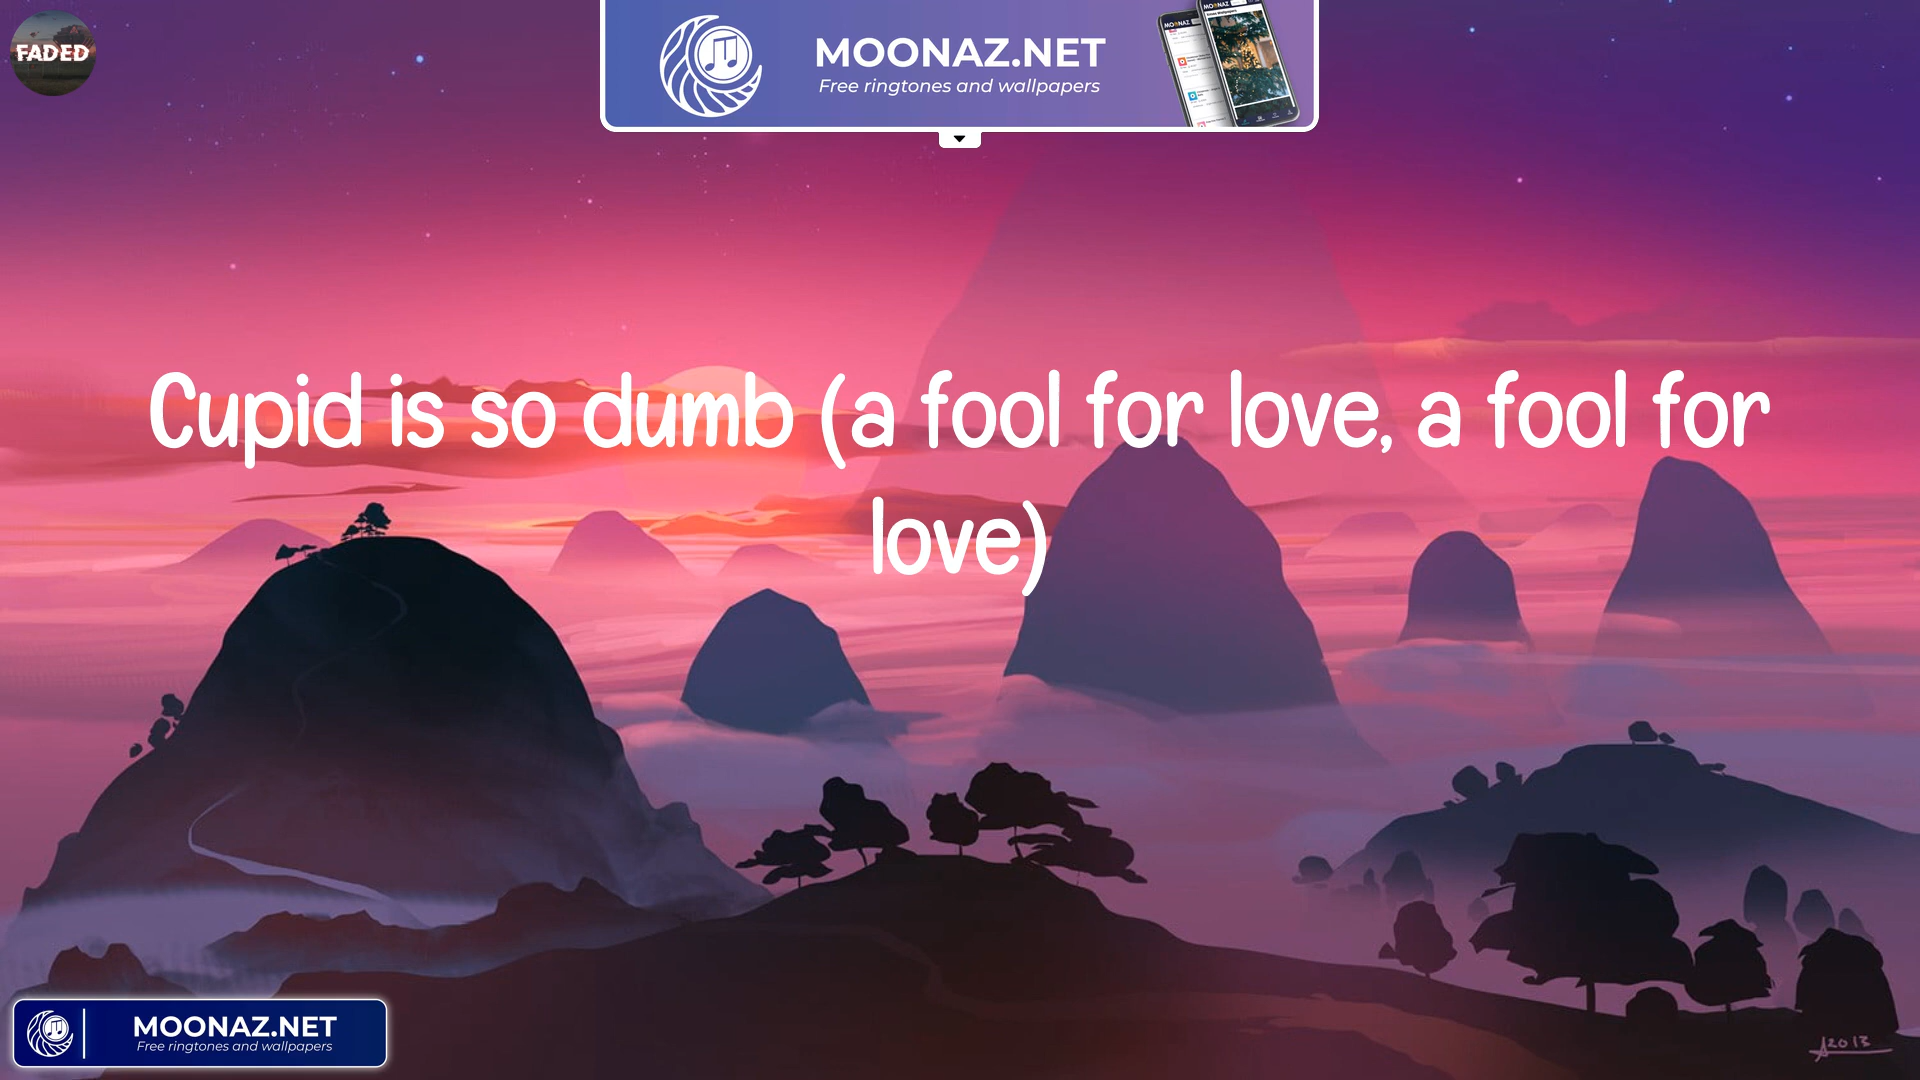 FADED
MOONAZ.NET
Free ringtones and wallpapers
Cupid is so dumb (a fool for love, a fool for
love)
MOONAZ.NET
Free ringtones and wallpapers
2013